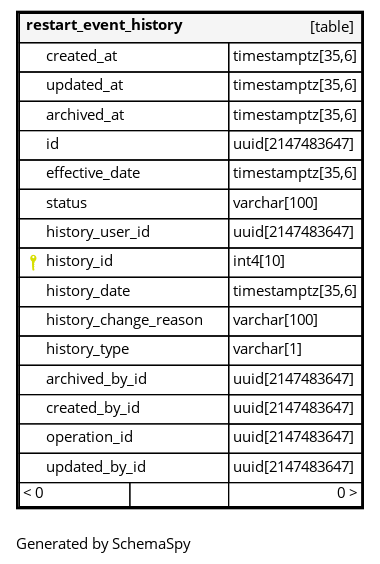 restart_event_history [table]
created_at timestamptz[35,6]
updated_at timestamptz[35,6]
archived_at timestamptz[35,6]
id uuid[2147483647]
effective_date timestamptz[35,6]
status varchar[100]
history_user_id uuid[2147483647]
history_id int4[10]
history_date timestamptz[35,6]
history_change_reason varchar[100]
history_type varchar[1]
archived_by_id uuid[2147483647]
created_by_id uuid[2147483647]
operation_id uuid[2147483647]
updated_by_id uuid[2147483647]
< 0 0 >
Generated by SchemaSpy